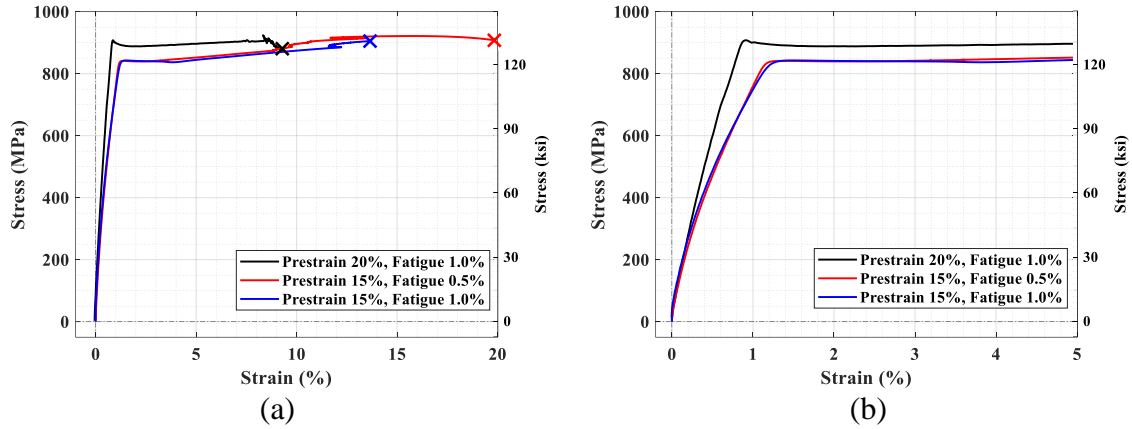 1000
800
600
400
200
0
Stress (MPa)
120
90
60
30
0
Stress (ksi)
Prestrain 20%, Fatigue 1.0%
Prestrain 15%, Fatigue 0.5%
Prestrain 15%, Fatigue 1.0%
0 5 10 15 20
Strain (%)
(a)
1000
800
600
400
200
0
Stress (MPa)
120
90
60
30
0
Stress (ksi)
Prestrain 20%, Fatigue 1.0%
Prestrain 15%, Fatigue 0.5%
Prestrain 15%, Fatigue 1.0%
0 1 2 3 4 5
Strain (%)
(b)